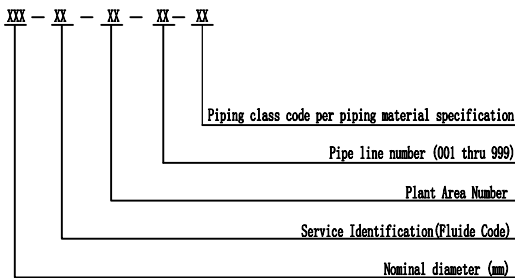 XXX - XX - XX - XX - XX
Piping class code per piping material specification
Pipe line number (001 thru 999)
Plant Area Number
Service Identification(Fluide Code)
Nominal diameter (mm)